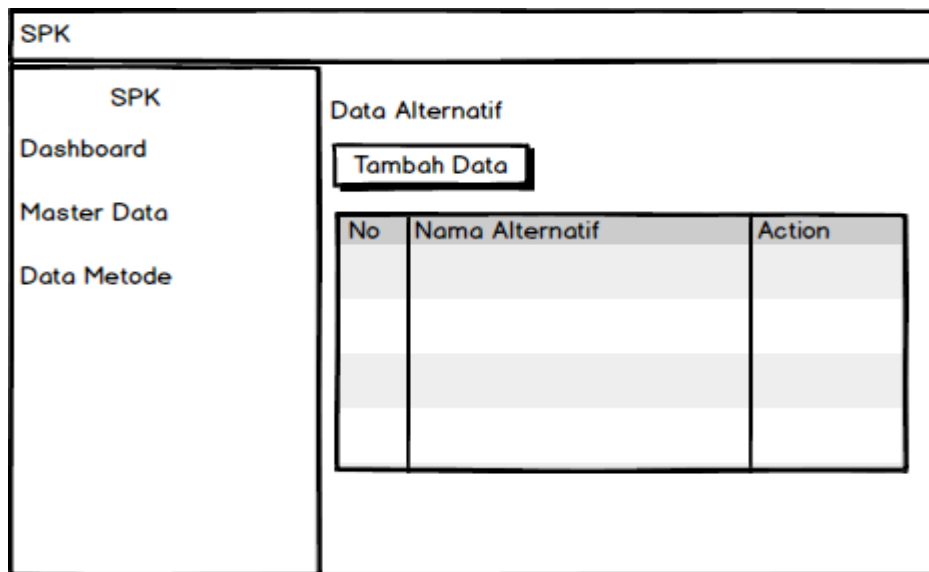 SPK
SPK
Dashboard
Master Data
Data Metode
Data Alternatif
Tambah Data
No Nama Alternatif Action